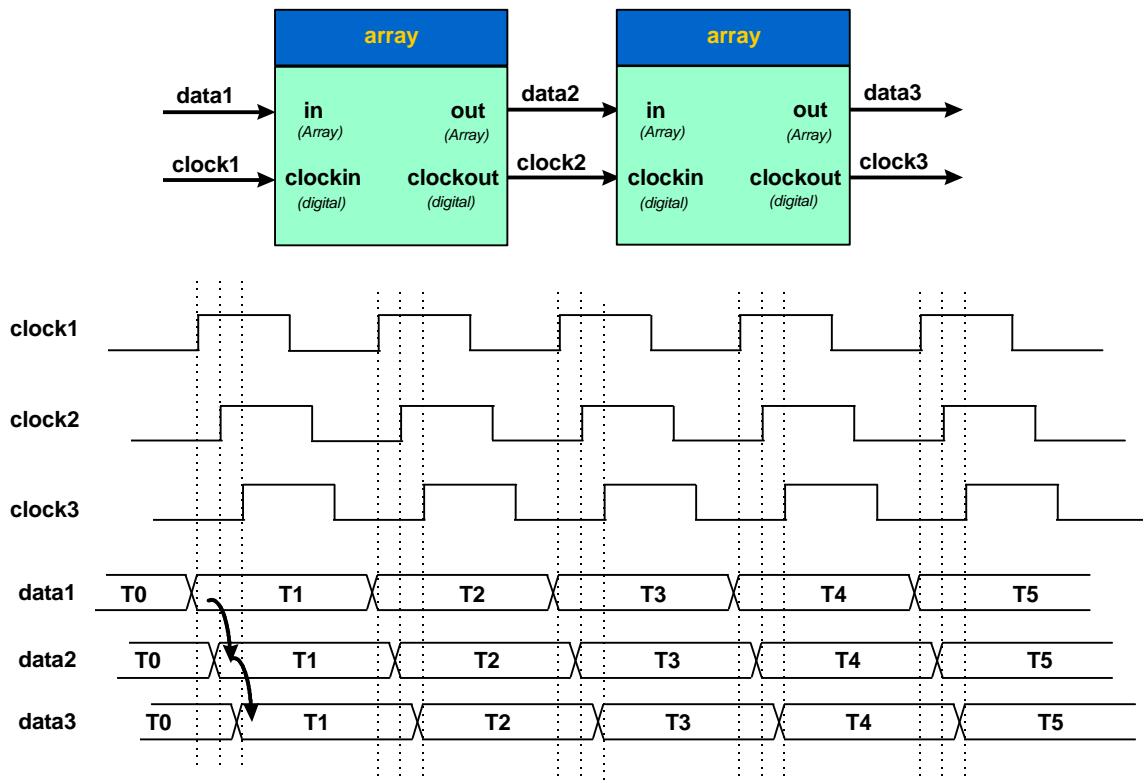 array array
data1 in (Array) out (Array) data2 in (Array) out (Array) data3
clock1 clockin (digital) clockout (digital) clock2 clockin (digital) clockout (digital) clock3
clock1
clock2
clock3
data1 T0 T1 T2 T3 T4 T5
data2 T0 T1 T2 T3 T4 T5
data3 T0 T1 T2 T3 T4 T5